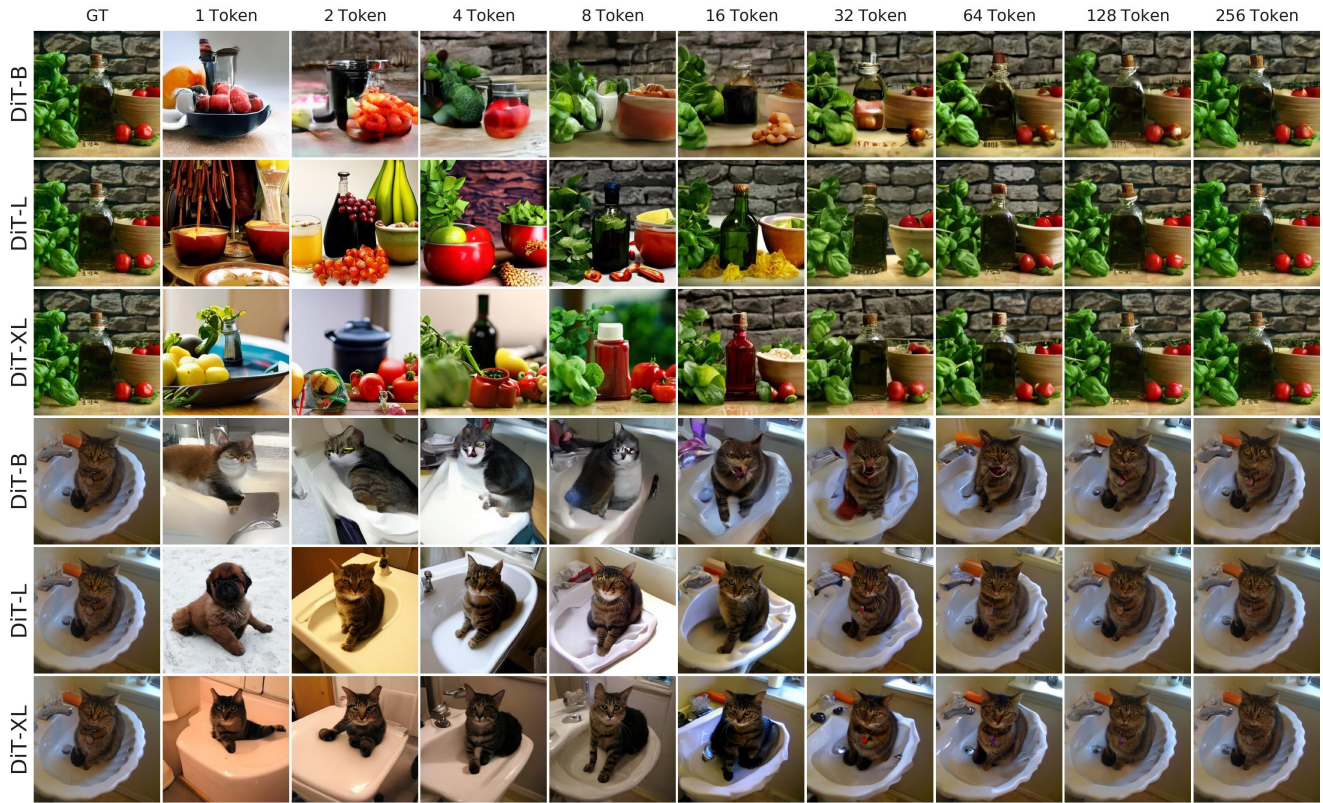 GT 1 Token 2 Token 4 Token 8 Token 16 Token 32 Token 64 Token 128 Token 256 Token
DiT-B
DiT-L
DiT-XL
DiT-B
DiT-L
DiT-XL